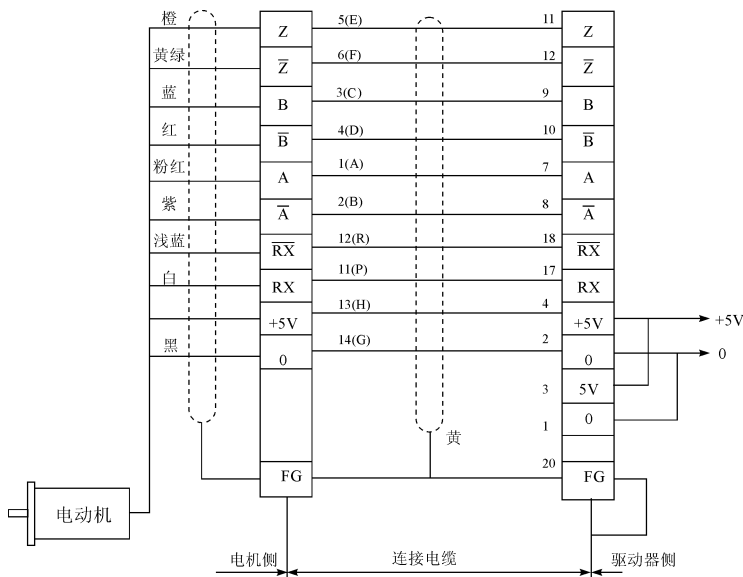 橙 Z 5(E) 11 Z
黄绿 Z̅ 6(F) 12 Z̅
蓝 B 3(C) 9 B
红 B̅ 4(D) 10 B̅
粉红 A 1(A) 7 A
紫 A̅ 2(B) 8 A̅
浅蓝 R̅X̅ 12(R) 18 R̅X̅
白 RX 11(P) 17 RX
+5V 13(H) 4 +5V +5V
黑 0 14(G) 2 0 0
3 5V
1 0
黄
FG 20 FG
电动机
电机侧 连接电缆 驱动器侧